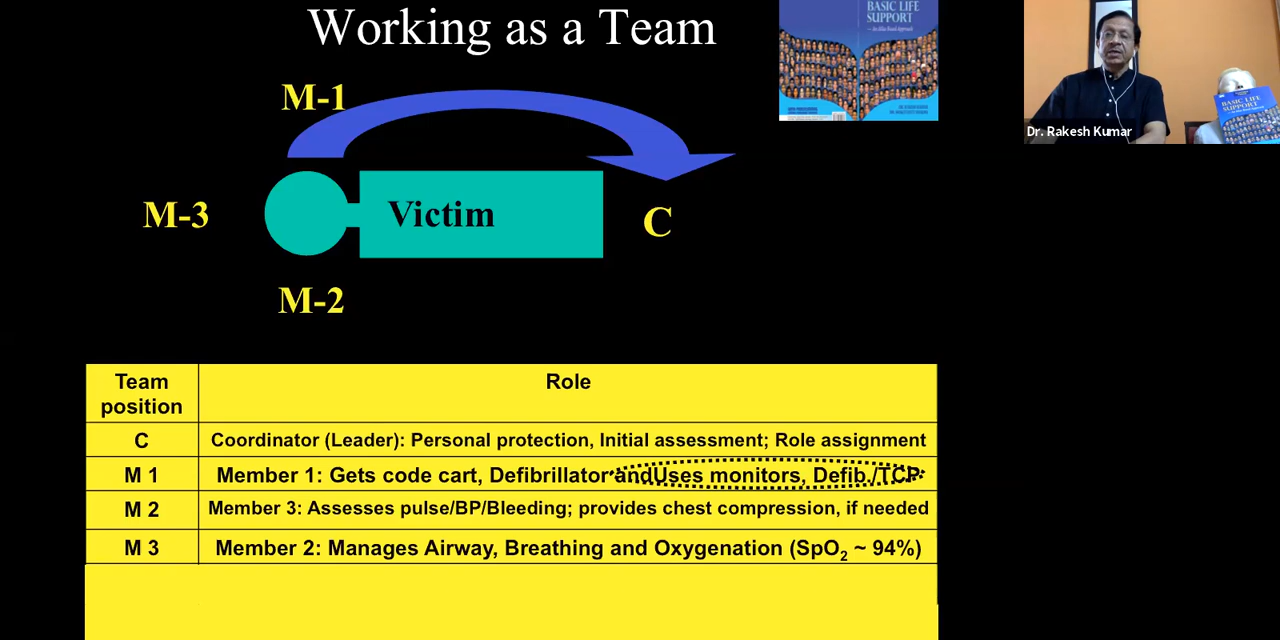 Working as a Team
BASIC LIFE
SUPPORT
Dr. Rakesh Kumar
BASIC LIFE
SUPPORT
M-1
M-3
Victim
C
M-2
Team position
Role
C
Coordinator (Leader): Personal protection, Initial assessment; Role assignment
M 1
Member 1: Gets code cart, Defibrillator andUses monitors, Defib./TCP
M 2
Member 3: Assesses pulse/BP/Bleeding; provides chest compression, if needed
M 3
Member 2: Manages Airway, Breathing and Oxygenation (SpO2 ~ 94%)